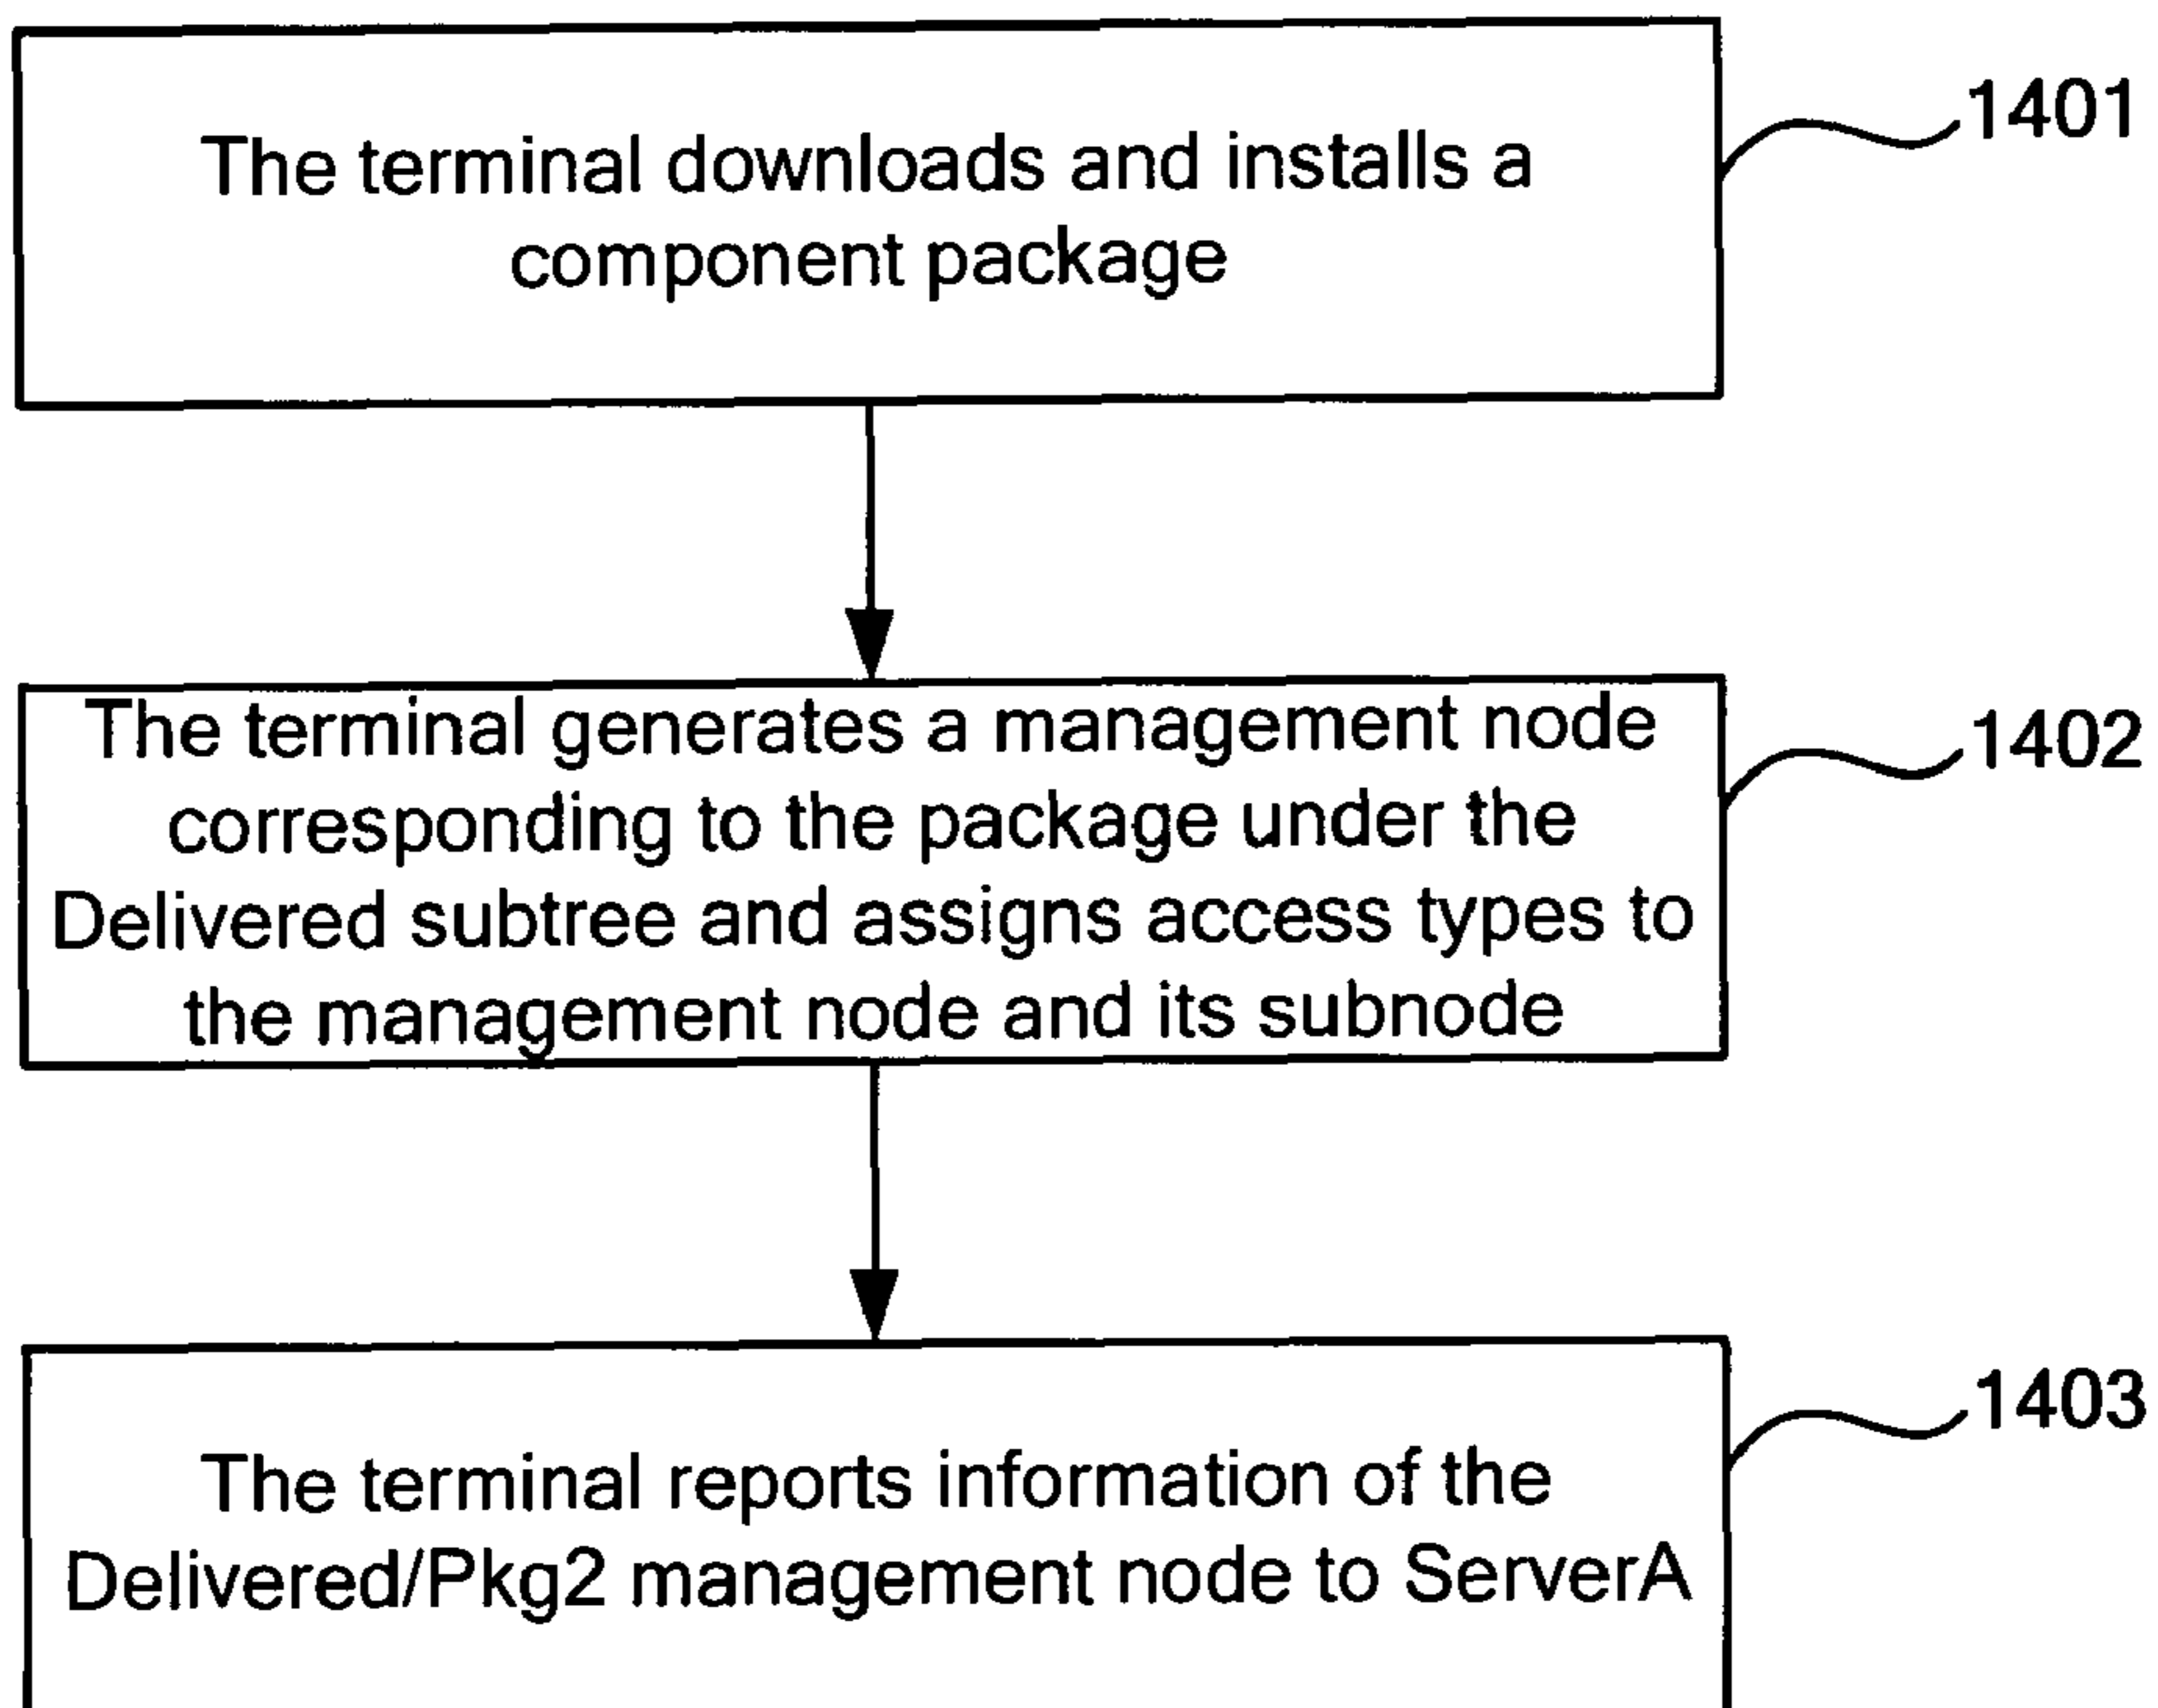 1401
The terminal downloads and installs a
component package
1402
The terminal generates a management node
corresponding to the package under the
Delivered subtree and assigns access types to
the management node and its subnode
1403
The terminal reports information of the
Delivered/Pkg2 management node to ServerA